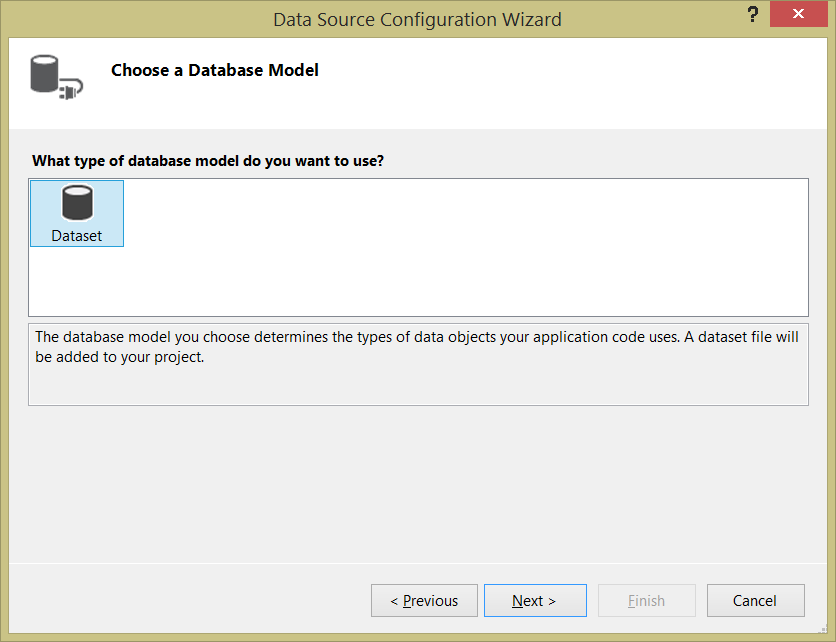 Data Source Configuration Wizard
?
Choose a Database Model
What type of database model do you want to use?
Dataset
The database model you choose determines the types of data objects your application code uses. A dataset file will
be added to your project.
< Previous
Next >
Finish
Cancel